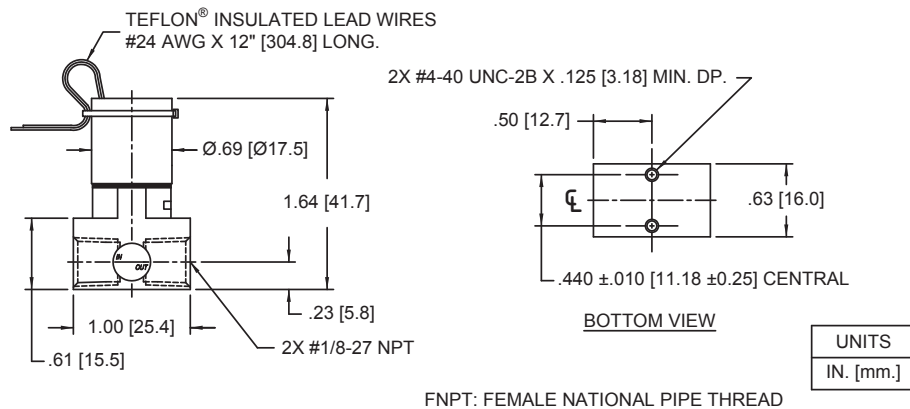 TEFLON® INSULATED LEAD WIRES
#24 AWG X 12" [304.8] LONG.
2X #4-40 UNC-2B X .125 [3.18] MIN. DP.
.50 [12.7]
Ø.69 [Ø17.5]
1.64 [41.7]
℄
.63 [16.0]
IN
OUT
.440 ±.010 [11.18 ±0.25] CENTRAL
.23 [5.8]
1.00 [25.4]
BOTTOM VIEW
2X #1/8-27 NPT
.61 [15.5]
UNITS
IN. [mm.]
FNPT: FEMALE NATIONAL PIPE THREAD